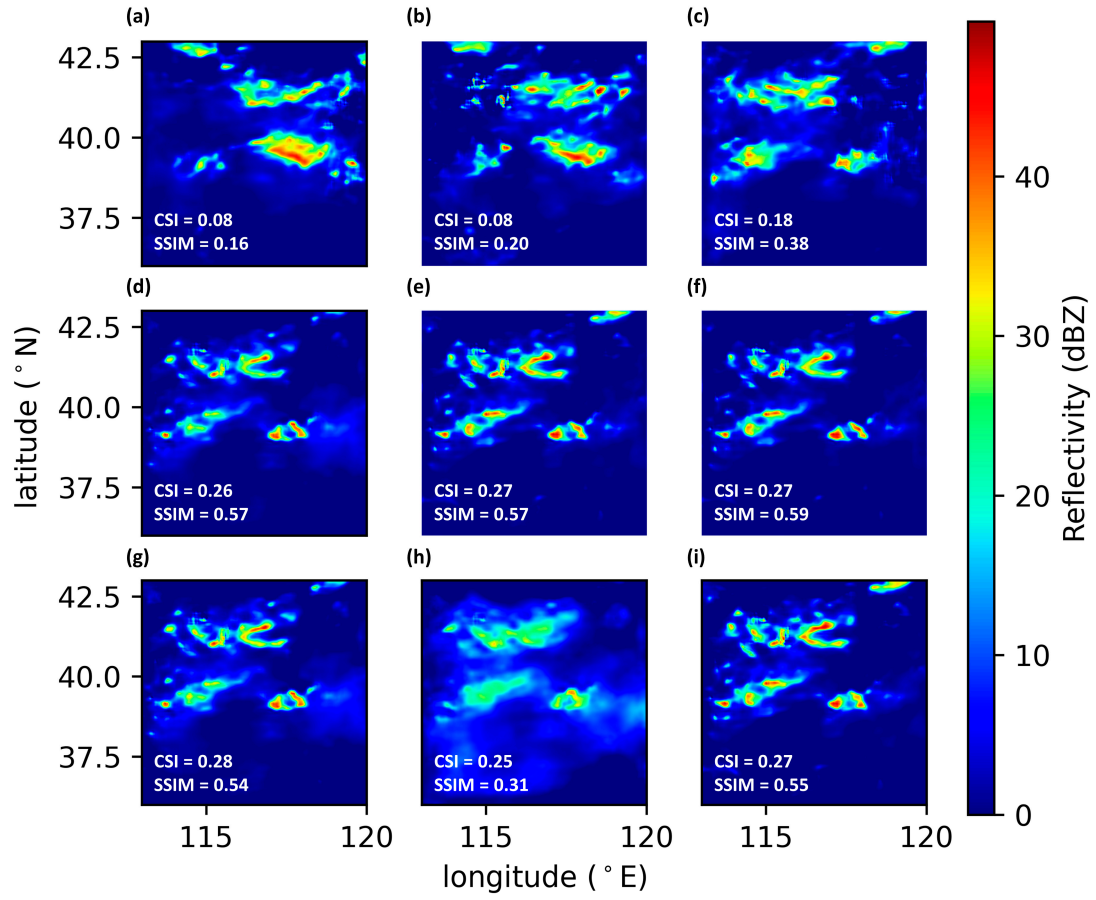 (a)
(b)
(c)
42.5
40.0
37.5
CSI = 0.08
SSIM = 0.16
CSI = 0.08
SSIM = 0.20
CSI = 0.18
SSIM = 0.38
(d)
(e)
(f)
42.5
40.0
37.5
CSI = 0.26
SSIM = 0.57
CSI = 0.27
SSIM = 0.57
CSI = 0.27
SSIM = 0.59
(g)
(h)
(i)
42.5
40.0
37.5
CSI = 0.28
SSIM = 0.54
CSI = 0.25
SSIM = 0.31
CSI = 0.27
SSIM = 0.55
115
120
115
120
115
120
latitude (°N)
longitude (°E)
40
30
20
10
0
Reflectivity (dBZ)